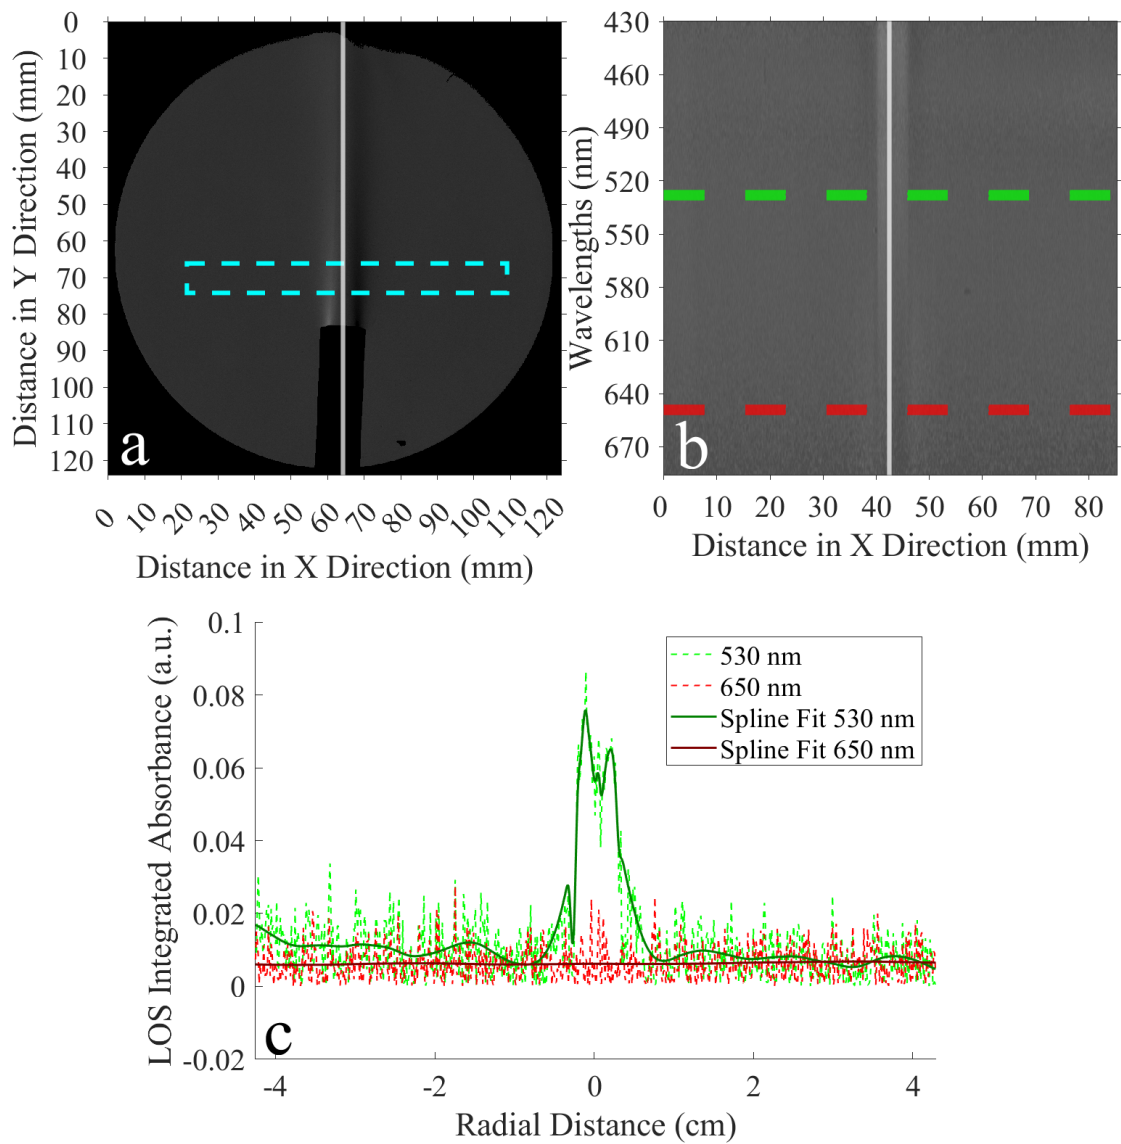 0
10
20
30
40
50
60
70
80
90
100
110
120
Distance in Y Direction (mm)
a
0 10 20 30 40 50 60 70 80 90 100 110 120
Distance in X Direction (mm)
430
460
490
520
550
580
610
640
670
Wavelengths (nm)
b
0 10 20 30 40 50 60 70 80
Distance in X Direction (mm)
0.1
0.08
0.06
0.04
0.02
0
-0.02
LOS Integrated Absorbance (a.u.)
530 nm
650 nm
Spline Fit 530 nm
Spline Fit 650 nm
c
-4 -2 0 2 4
Radial Distance (cm)